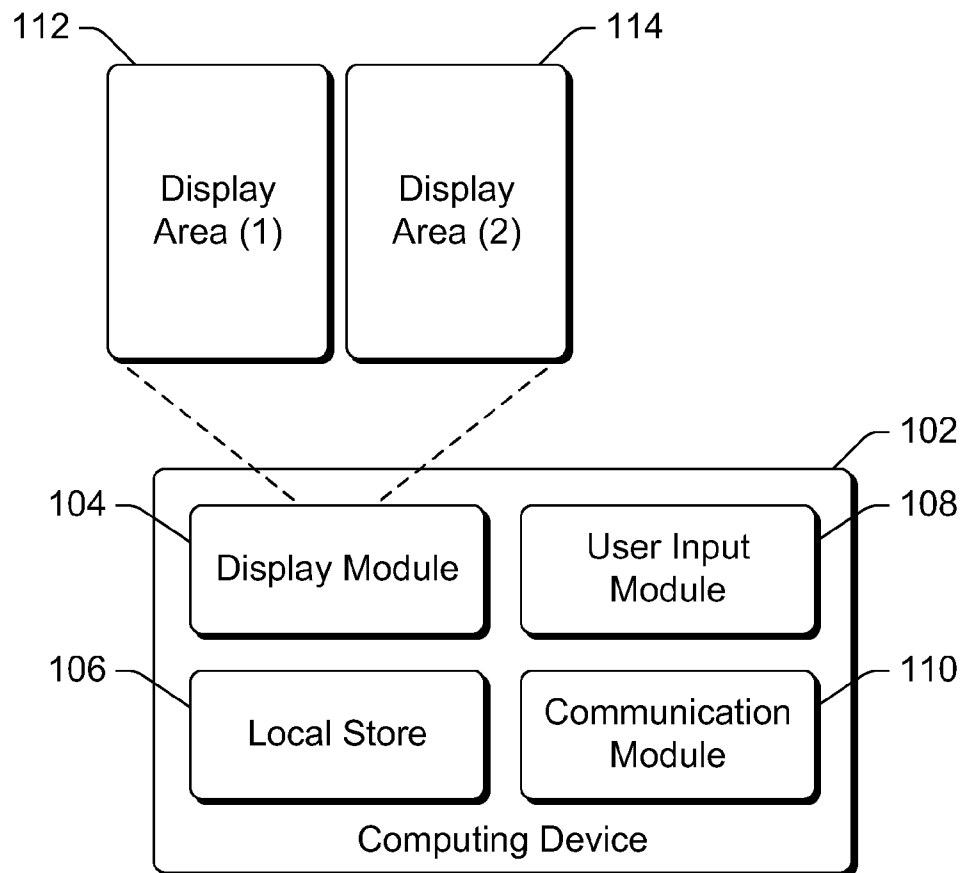 112
114
Display
Area (1)
Display
Area (2)
102
104
108
Display Module
User Input
Module
106
110
Local Store
Communication
Module
Computing Device